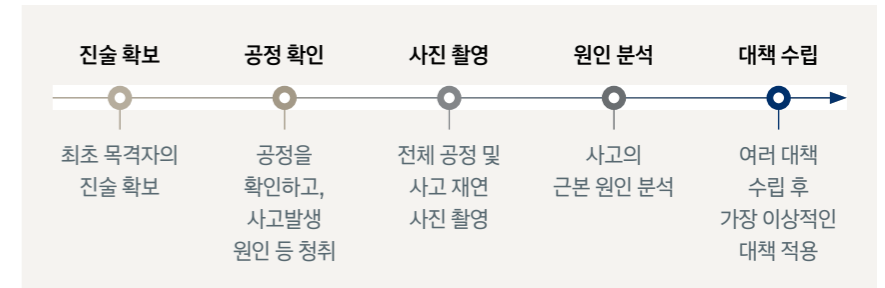 진술 확보
공정 확인
사진 촬영
원인 분석
대책 수립
최초 목격자의
진술 확보
공정을
확인하고,
사고발생
원인 등 청취
전체 공정 및
사고 재연
사진 촬영
사고의
근본 원인 분석
여러 대책
수립 후
가장 이상적인
대책 적용